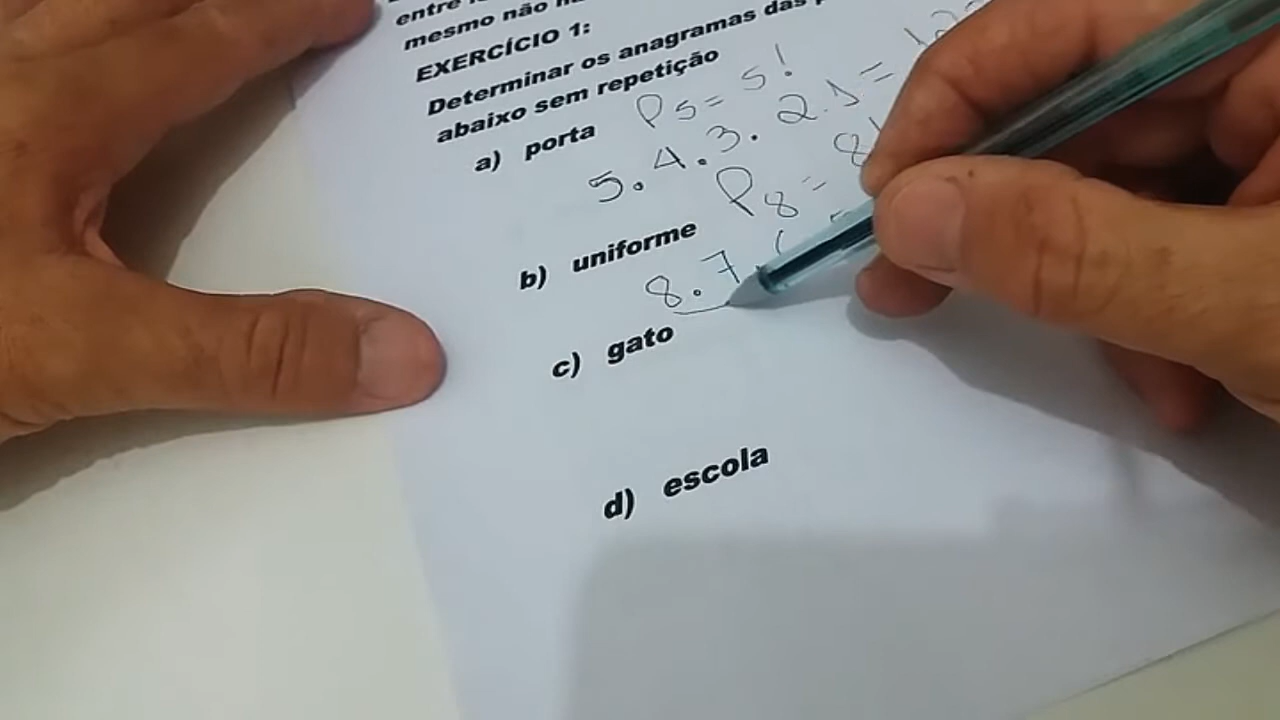 entre
mesmo não
EXERCÍCIO 1:
Determinar os anagramas das
abaixo sem repetição
a) porta P5 = 5!
5.4.3.2.1 =
b) uniforme P8 =
8.7
c) gato
d) escola